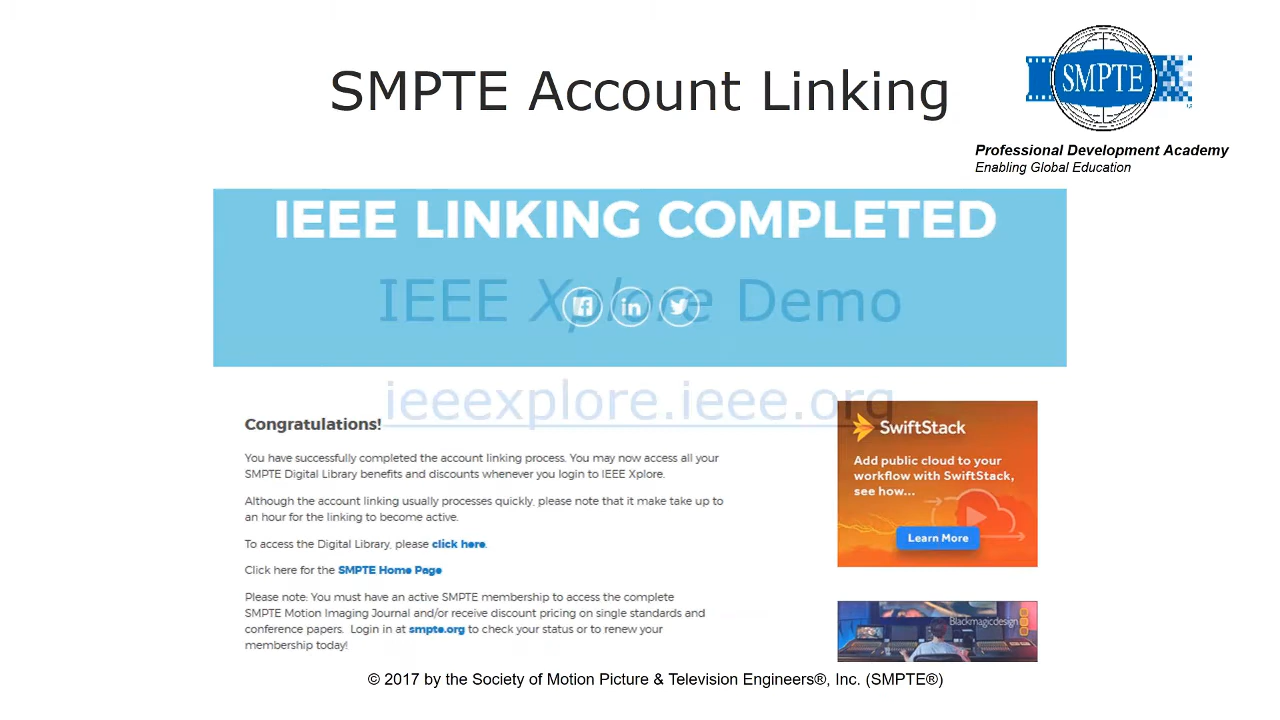 SMPTE Account Linking
SMPTE
Professional Development Academy
Enabling Global Education
IEEE LINKING COMPLETED
IEEE Xplore Demo
ieeexplore.ieee.org
Congratulations!
You have successfully completed the account linking process. You may now access all your
SMPTE Digital Library benefits and discounts whenever you login to IEEE Xplore.
Although the account linking usually processes quickly, please note that it make take up to
an hour for the linking to become active.
To access the Digital Library, please click here.
Click here for the SMPTE Home Page
Please note: You must have an active SMPTE membership to access the complete
SMPTE Motion Imaging Journal and/or receive discount pricing on single standards and
conference papers. Login in at smpte.org to check your status or to renew your
membership today!
SwiftStack
Add public cloud to your
workflow with SwiftStack,
see how...
Learn More
Blackmagicdesign
© 2017 by the Society of Motion Picture & Television Engineers®, Inc. (SMPTE®)